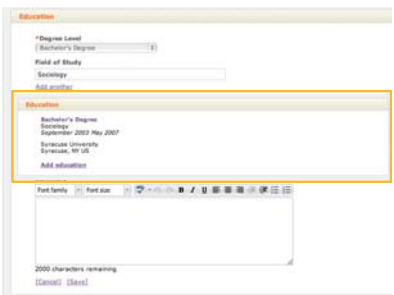 Education
*Degree Level
Bachelor's Degree
Field of Study
Sociology
Add another
Education
Bachelor's Degree
Sociology
September 2003 May 2007
Syracuse University
Syracuse, NY US
Add education
Font family Font size B I U
2000 characters remaining
[Cancel] [Save]